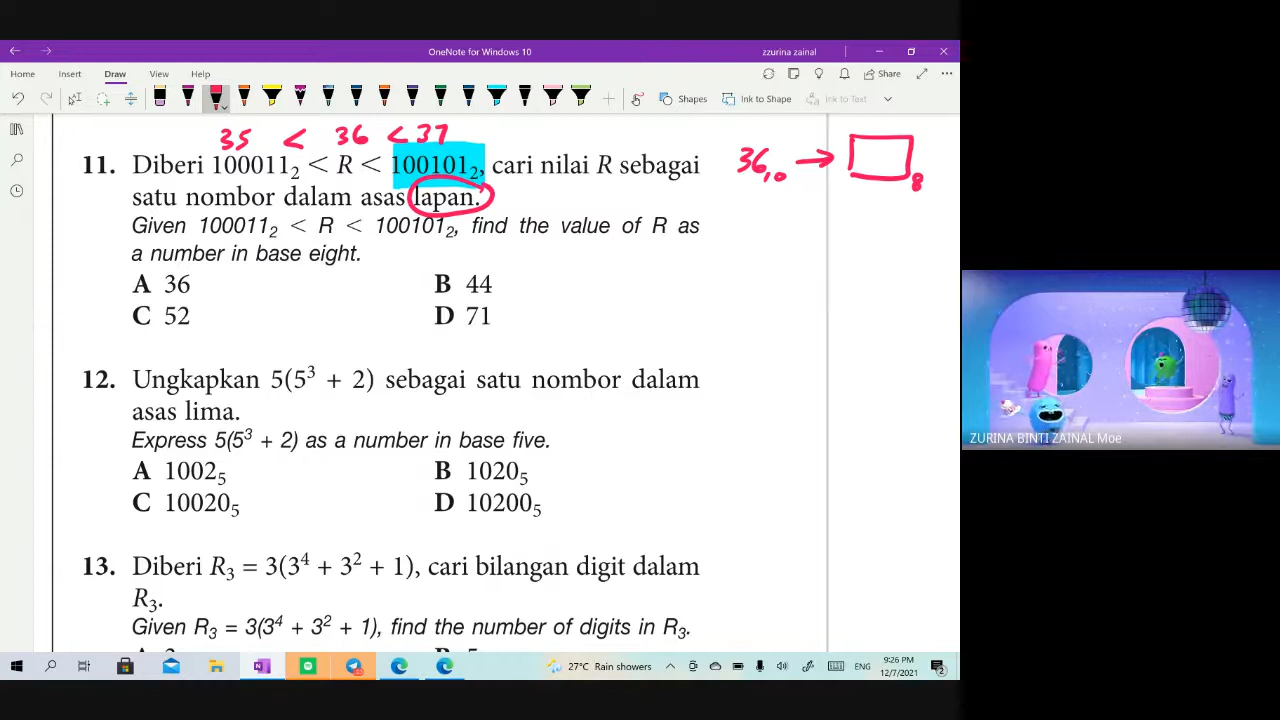 OneNote for Windows 10
zzurina zainal
Home Insert Draw View Help
Share
Shapes Ink to Shape Ink to Text
35 < 36 < 37
11. Diberi 100011₂ < R < 100101₂, cari nilai R sebagai
satu nombor dalam asas lapan.
Given 100011₂ < R < 100101₂, find the value of R as
a number in base eight.
A 36 B 44
C 52 D 71
36₁₀ → ₈
12. Ungkapkan 5(5³ + 2) sebagai satu nombor dalam
asas lima.
Express 5(5³ + 2) as a number in base five.
A 1002₅ B 1020₅
C 10020₅ D 10200₅
13. Diberi R₃ = 3(3⁴ + 3² + 1), cari bilangan digit dalam
R₃.
Given R₃ = 3(3⁴ + 3² + 1), find the number of digits in R₃.
ZURINA BINTI ZAINAL Moe
27°C Rain showers
ENG
9:26 PM
12/7/2021
2